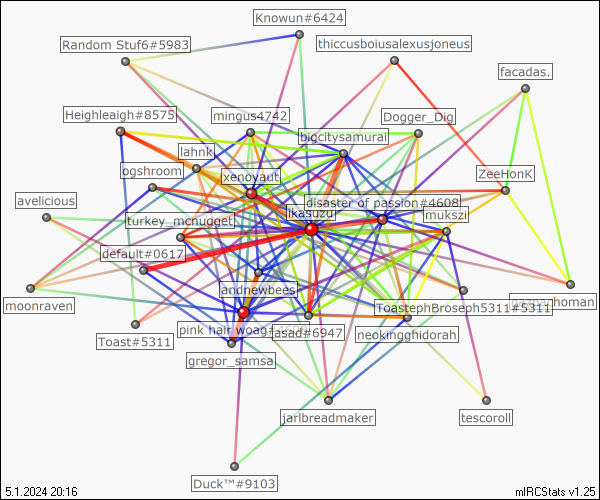 Knowun#6424
Random Stuf6#5983
thiccusboiusalexusjoneus
facadas.
Heighleaigh#8575
mingus4742
Dogger_Dig
bigcitysamurai
lahnk
ogshroom
xenoyaut
ZeeHonK
avelicious
disaster of passion#4608
likasuzu
mukszi
turkey_mcnugget
default#0617
andnewbees
moonraven
homan
ToastephBroseph5311#5311
pink hair woag#4609
asad#6947
Toast#5311
neokingghidorah
gregor_samsa
jarlbreadmaker
tescoroll
Duck™#9103
5.1.2024 20:16
mIRCStats v1.25